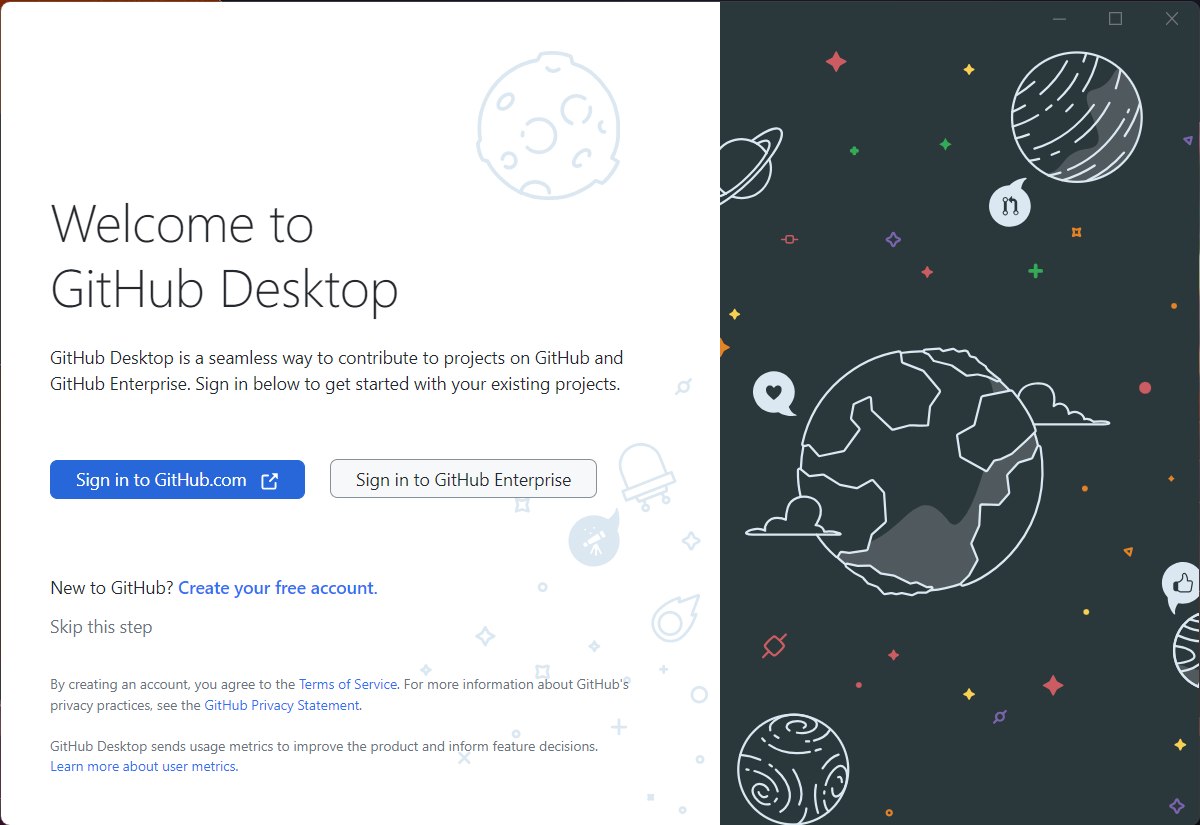 Welcome to
GitHub Desktop
GitHub Desktop is a seamless way to contribute to projects on GitHub and
GitHub Enterprise. Sign in below to get started with your existing projects.
Sign in to GitHub.com
Sign in to GitHub Enterprise
New to GitHub? Create your free account.
Skip this step
By creating an account, you agree to the Terms of Service. For more information about GitHub's
privacy practices, see the GitHub Privacy Statement.
GitHub Desktop sends usage metrics to improve the product and inform feature decisions.
Learn more about user metrics.